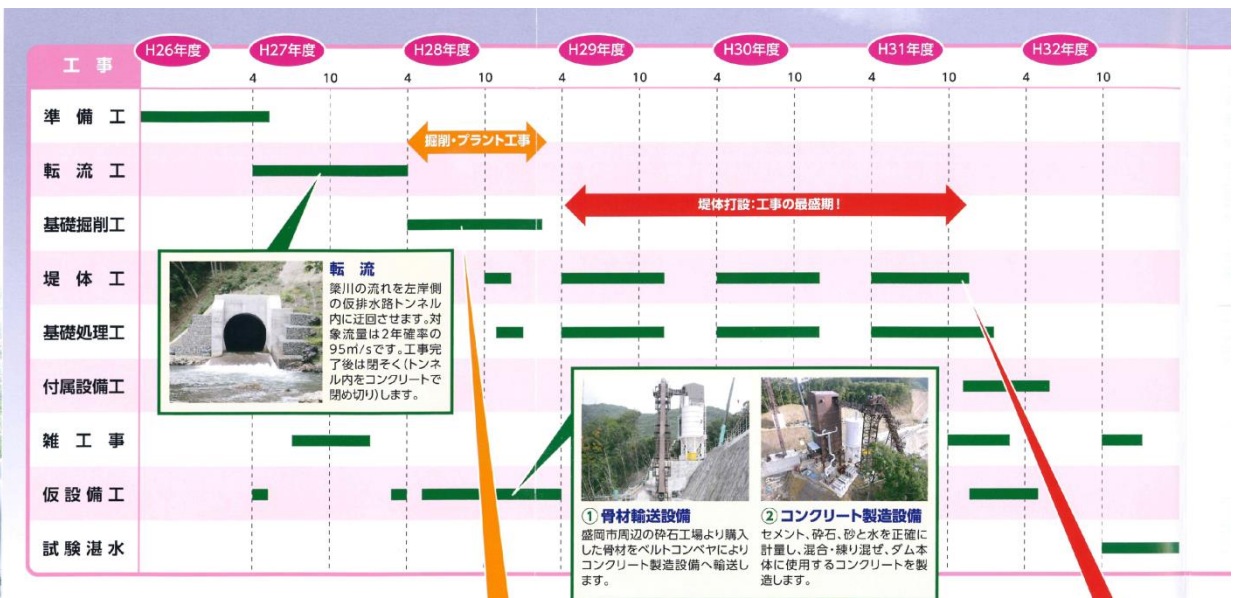 工事
H26年度 H27年度 H28年度 H29年度 H30年度 H31年度 H32年度
4 10 4 10 4 10 4 10 4 10 4 10
準備工
掘削・プラント工事
転流工
堤体打設:工事の最盛期!
基礎掘削工
転流
簗川の流れを左岸側
の仮排水路トンネル
内に迂回させます。対
象流量は2年確率の
95㎥/sです。工事完
了後は閉そく(トンネ
ル内をコンクリートで
閉め切り)します。
堤体工
基礎処理工
付属設備工
雑工事
仮設備工
①骨材輸送設備
盛岡市周辺の砕石工場より購入
した骨材をベルトコンベヤにより
コンクリート製造設備へ輸送し
ます。
②コンクリート製造設備
セメント、砕石、砂と水を正確に
計量し、混合・練り混ぜ、ダム本
体に使用するコンクリートを製
造します。
試験湛水